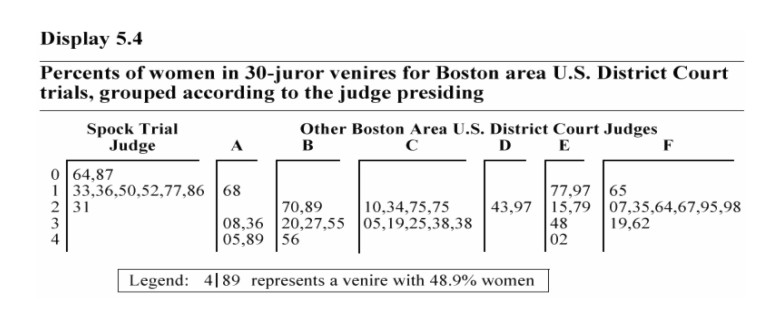 Display 5.4
Percents of women in 30-juror venires for Boston area U.S. District Court
trials, grouped according to the judge presiding
Spock Trial Other Boston Area U.S. District Court Judges
Judge A B C D E F
0 64,87
1 33,36,50,52,77,86 68 77,97 65
2 31 70,89 10,34,75,75 43,97 15,79 07,35,64,67,95,98
3 08,36 20,27,55 05,19,25,38,38 48 19,62
4 05,89 56 02
Legend: 4| 89 represents a venire with 48.9% women